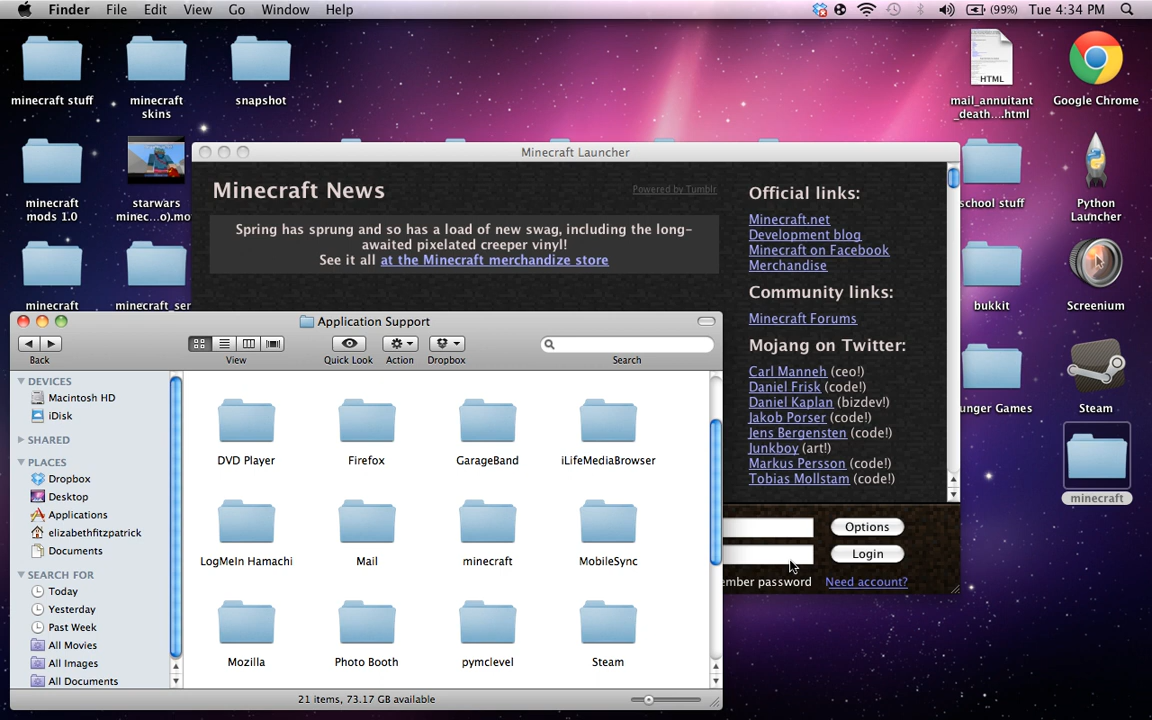 Finder File Edit View Go Window Help
(99%) Tue 4:34 PM
minecraft stuff
minecraft
skins
snapshot
HTML
mail_annuitant
_death....html
Google Chrome
minecraft
mods 1.0
starwars
minec...o).mo
school stuff
Python
Launcher
minecraft
minecraft_ser
bukkit
Screenium
unger Games
Steam
minecraft
Minecraft Launcher
Minecraft News
Powered by Tumblr
Spring has sprung and so has a load of new swag, including the long-
awaited pixelated creeper vinyl!
See it all at the Minecraft merchandize store
Official links:
Minecraft.net
Development blog
Minecraft on Facebook
Merchandise
Community links:
Minecraft Forums
Mojang on Twitter:
Carl Manneh (ceo!)
Daniel Frisk (code!)
Daniel Kaplan (bizdev!)
Jakob Porser (code!)
Jens Bergensten (code!)
Junkboy (art!)
Markus Persson (code!)
Tobias Mollstam (code!)
Options
Login
ember password
Need account?
Application Support
Back
View
Quick Look
Action
Dropbox
Search
DEVICES
Macintosh HD
iDisk
SHARED
PLACES
Dropbox
Desktop
Applications
elizabethfitzpatrick
Documents
SEARCH FOR
Today
Yesterday
Past Week
All Movies
All Images
All Documents
DVD Player
Firefox
GarageBand
iLifeMediaBrowser
LogMeIn Hamachi
Mail
minecraft
MobileSync
Mozilla
Photo Booth
pymclevel
Steam
21 items, 73.17 GB available